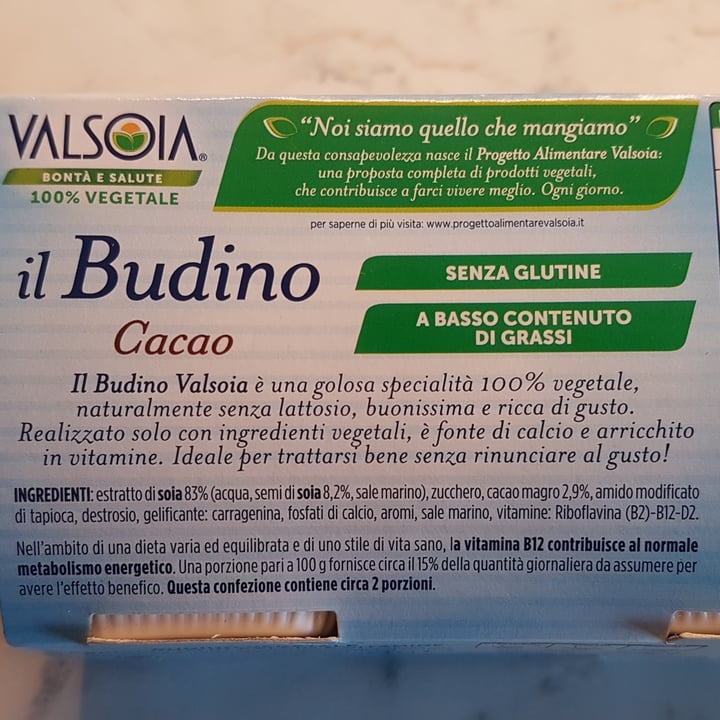 VALSOIA®
BONTÀ E SALUTE
100% VEGETALE
"Noi siamo quello che mangiamo"
Da questa consapevolezza nasce il Progetto Alimentare Valsoia:
una proposta completa di prodotti vegetali,
che contribuisce a farci vivere meglio. Ogni giorno.
per saperne di più visita: www.progettoalimentarevalsoia.it
il Budino
Cacao
SENZA GLUTINE
A BASSO CONTENUTO
DI GRASSI
Il Budino Valsoia è una golosa specialità 100% vegetale,
naturalmente senza lattosio, buonissima e ricca di gusto.
Realizzato solo con ingredienti vegetali, è fonte di calcio e arricchito
in vitamine. Ideale per trattarsi bene senza rinunciare al gusto!
INGREDIENTI: estratto di soia 83% (acqua, semi di soia 8,2%, sale marino), zucchero, cacao magro 2,9%, amido modificato
di tapioca, destrosio, gelificante: carragenina, fosfati di calcio, aromi, sale marino, vitamine: Riboflavina (B2)-B12-D2.
Nell'ambito di una dieta varia ed equilibrata e di uno stile di vita sano, la vitamina B12 contribuisce al normale
metabolismo energetico. Una porzione pari a 100 g fornisce circa il 15% della quantità giornaliera da assumere per
avere l'effetto benefico. Questa confezione contiene circa 2 porzioni.